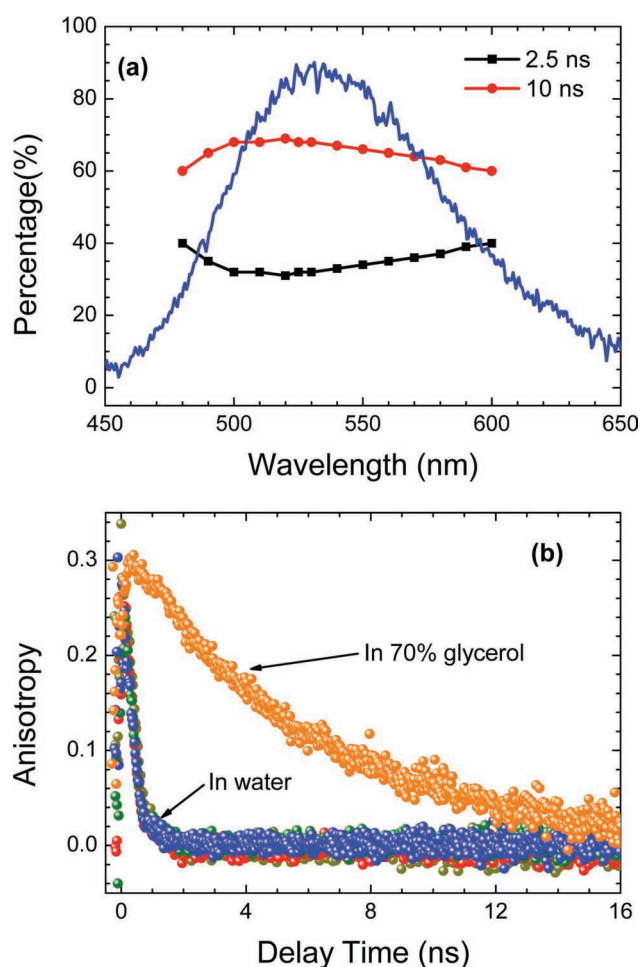 100
(a)
2.5 ns
10 ns
80
60
40
20
0
Percentage(%)
450 500 550 600 650
Wavelength (nm)
(b)
0.3
In 70% glycerol
0.2
0.1
In water
0.0
Anisotropy
0 4 8 12 16
Delay Time (ns)